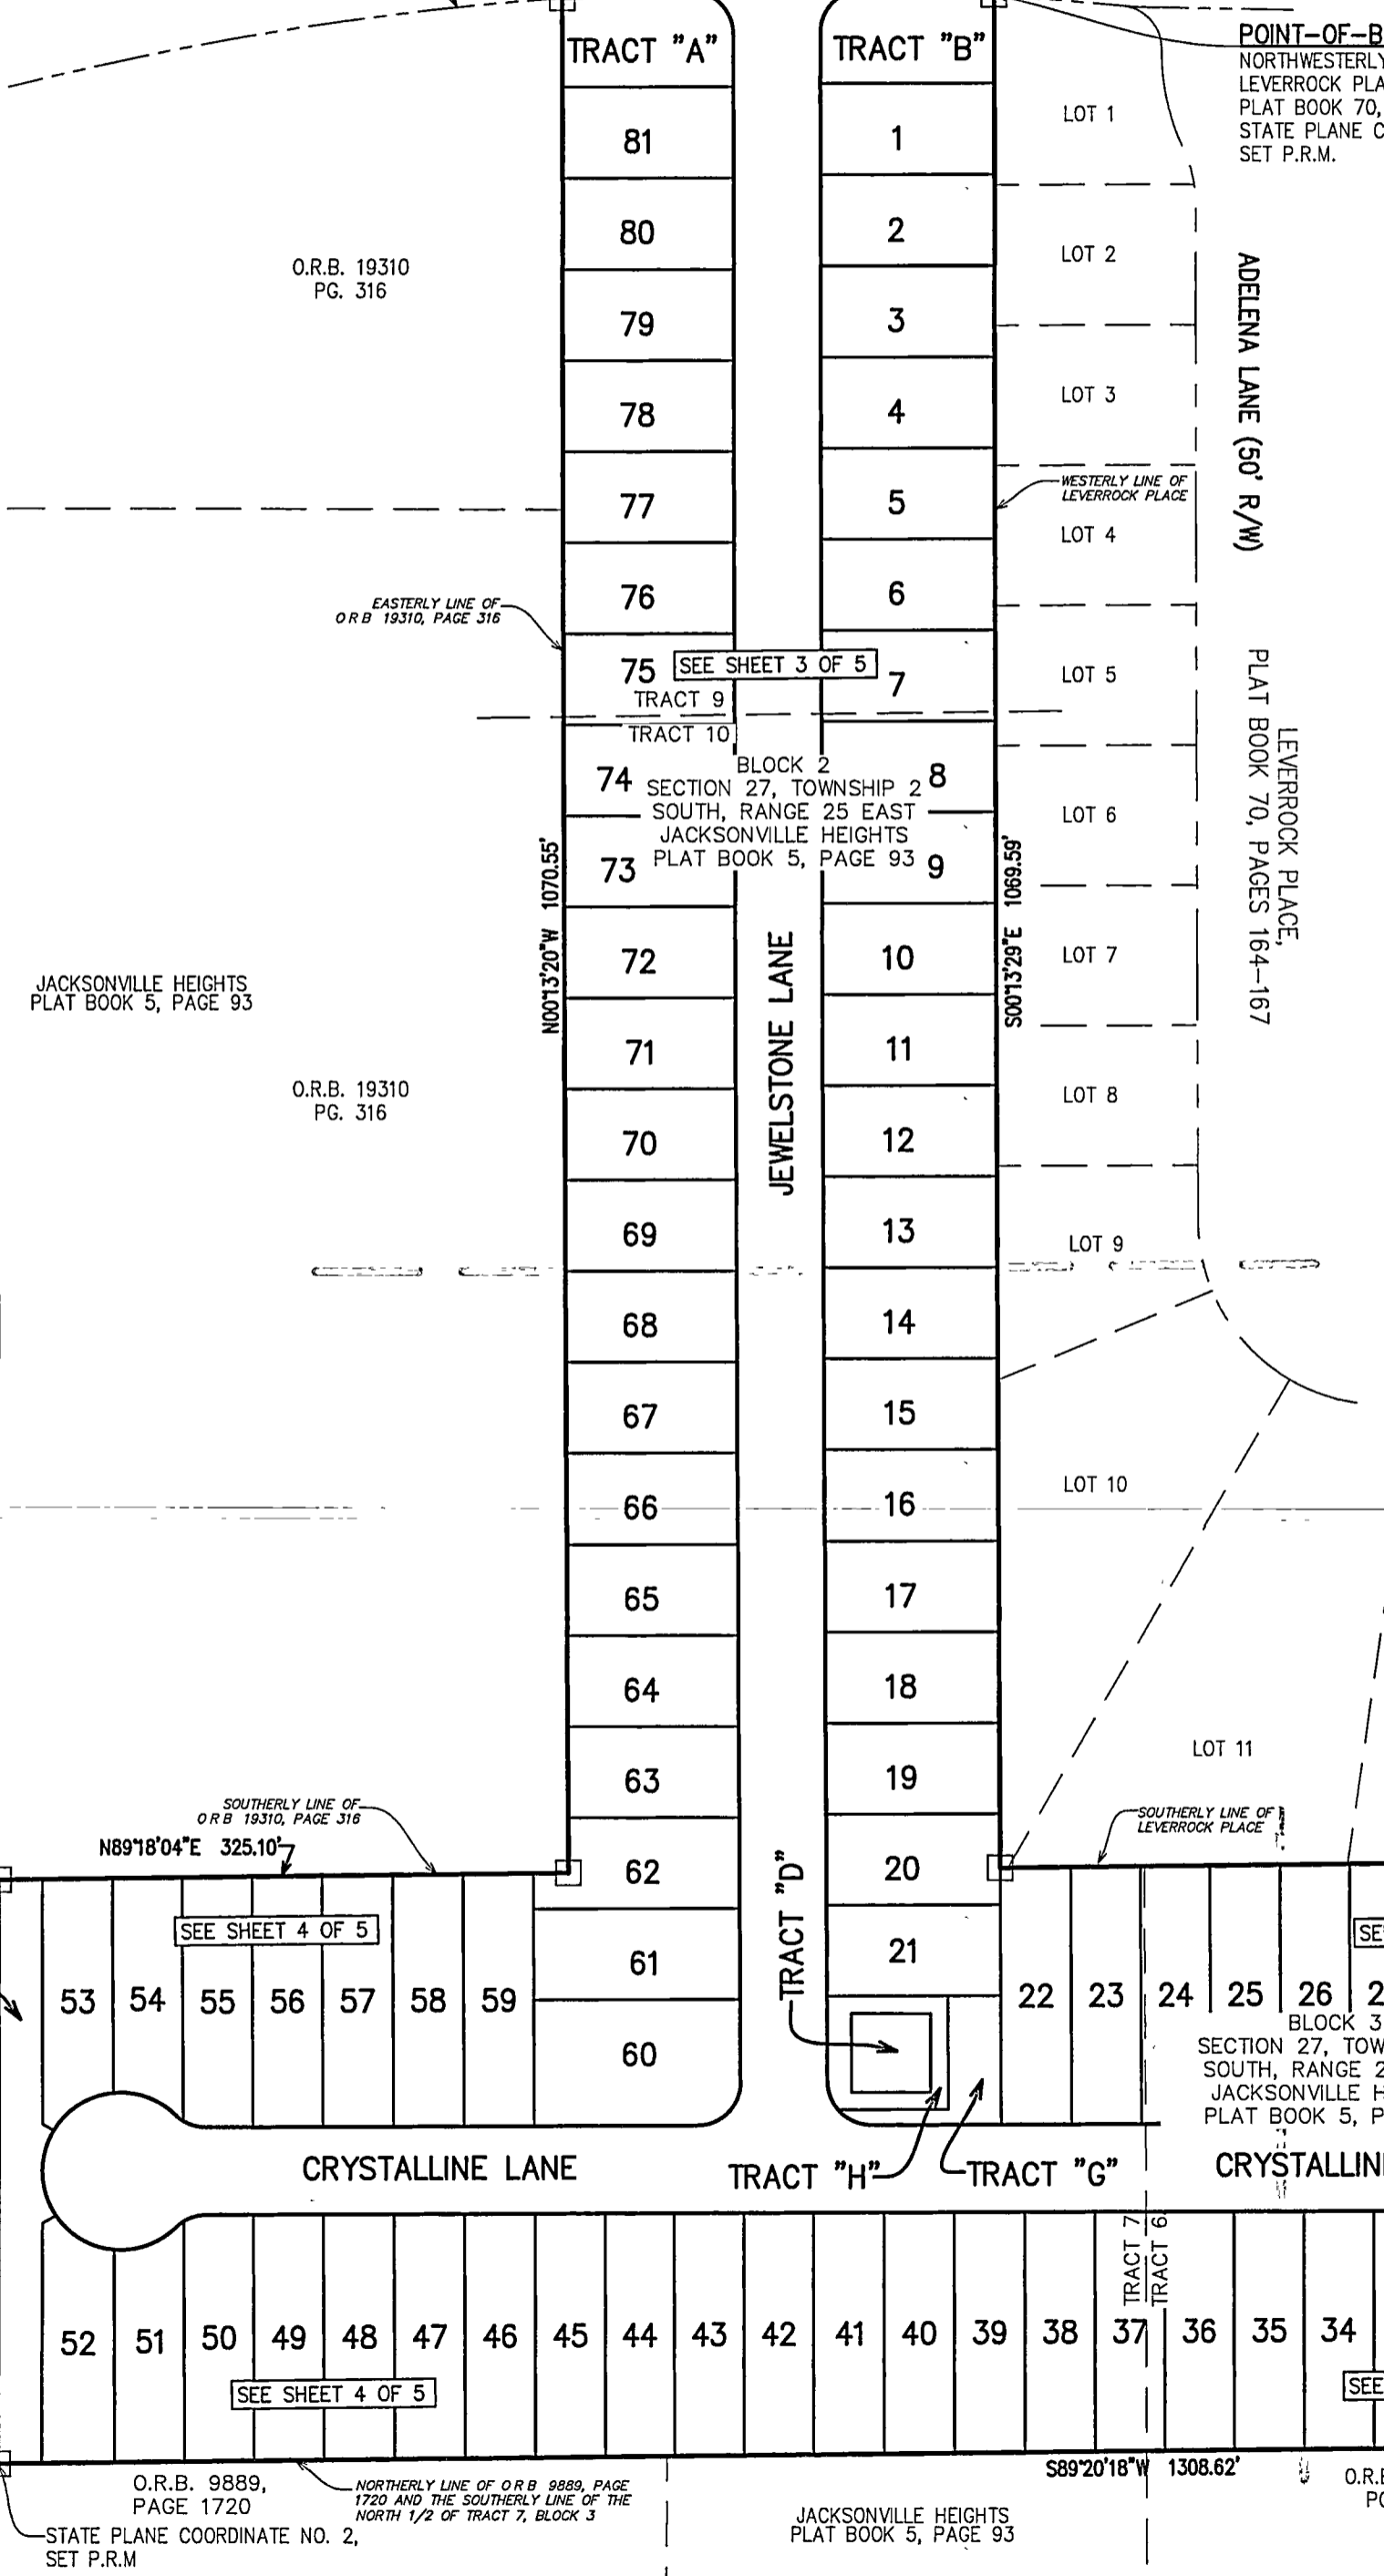 TRACT "A"
TRACT "B"
POINT-OF-B
NORTHWESTERLY
LEVERROCK PLA
PLAT BOOK 70,
STATE PLANE C
SET P.R.M.
81
80
79
78
77
76
75
74
73
72
71
70
69
68
67
66
65
64
63
62
61
60
1
2
3
4
5
6
7
8
9
10
11
12
13
14
15
16
17
18
19
20
21
LOT 1
LOT 2
LOT 3
LOT 4
LOT 5
LOT 6
LOT 7
LOT 8
LOT 9
LOT 10
LOT 11
ADELENA LANE (50' R/W)
LEVERROCK PLACE,
PLAT BOOK 70, PAGES 164-167
O.R.B. 19310
PG. 316
WESTERLY LINE OF
LEVERROCK PLACE
EASTERLY LINE OF
O R B 19310, PAGE 316
SEE SHEET 3 OF 5
TRACT 9
TRACT 10
BLOCK 2
SECTION 27, TOWNSHIP 2
SOUTH, RANGE 25 EAST
JACKSONVILLE HEIGHTS
PLAT BOOK 5, PAGE 93
N00°13'20"W 1070.55'
S00°13'29"E 1069.59'
JEWELSTONE LANE
JACKSONVILLE HEIGHTS
PLAT BOOK 5, PAGE 93
O.R.B. 19310
PG. 316
SOUTHERLY LINE OF
O R B 19310, PAGE 316
N89°18'04"E 325.10'
SOUTHERLY LINE OF
LEVERROCK PLACE
TRACT "D"
SEE SHEET 4 OF 5
SE
53 54 55 56 57 58 59
22 23 24 25 26 2
BLOCK 3
SECTION 27, TOW
SOUTH, RANGE 2
JACKSONVILLE H
PLAT BOOK 5, P
CRYSTALLINE LANE
TRACT "H"
TRACT "G"
CRYSTALLIN
TRACT 7
TRACT 6
52 51 50 49 48 47 46 45 44 43 42 41 40 39 38 37 36 35 34
SEE SHEET 4 OF 5
SEE
S89°20'18"W 1308.62'
O.R.B. 9889,
PAGE 1720
NORTHERLY LINE OF O R B 9889, PAGE
1720 AND THE SOUTHERLY LINE OF THE
NORTH 1/2 OF TRACT 7, BLOCK 3
STATE PLANE COORDINATE NO. 2,
SET P.R.M
JACKSONVILLE HEIGHTS
PLAT BOOK 5, PAGE 93
O.R.